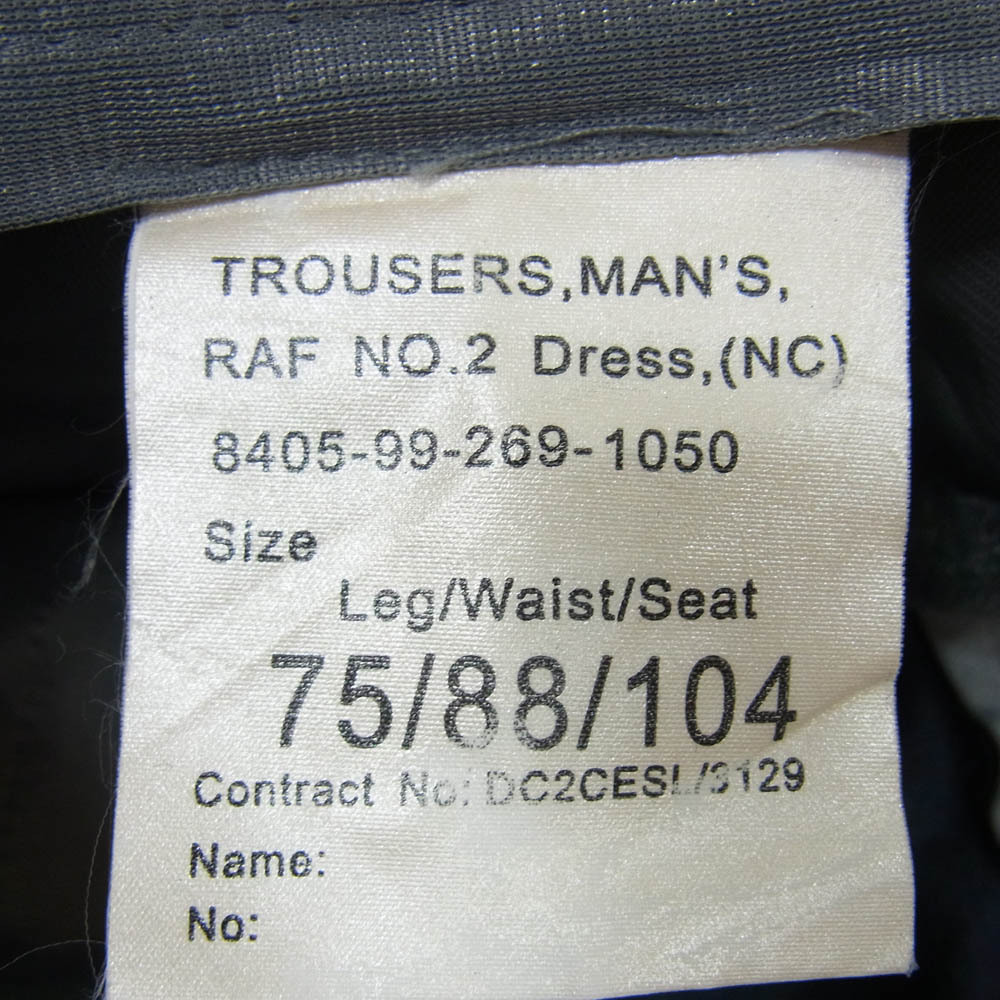 TROUSERS,MAN'S,
RAF NO.2 Dress,(NC)
8405-99-269-1050
Size
Leg/Waist/Seat
75/88/104
Contract No: DC2CESL/3129
Name:
No: